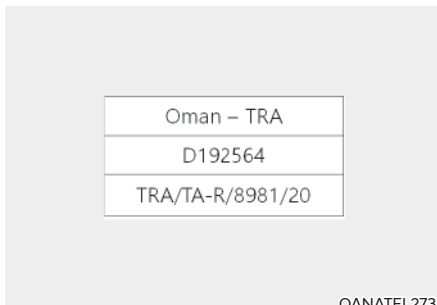 Oman – TRA
D192564
TRA/TA-R/8981/20
OANATEL273